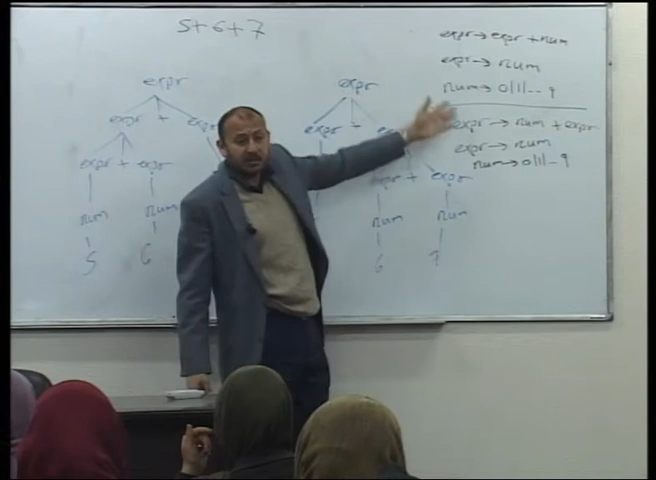 5+6+7
expr
expr + expr
expr + expr
num num
5 6
expr
expr +
expr + expr
num num
6 7
expr → expr + num
expr → num
num → 0|1|--9
expr → num + expr
expr → num
num → 0|1|-9